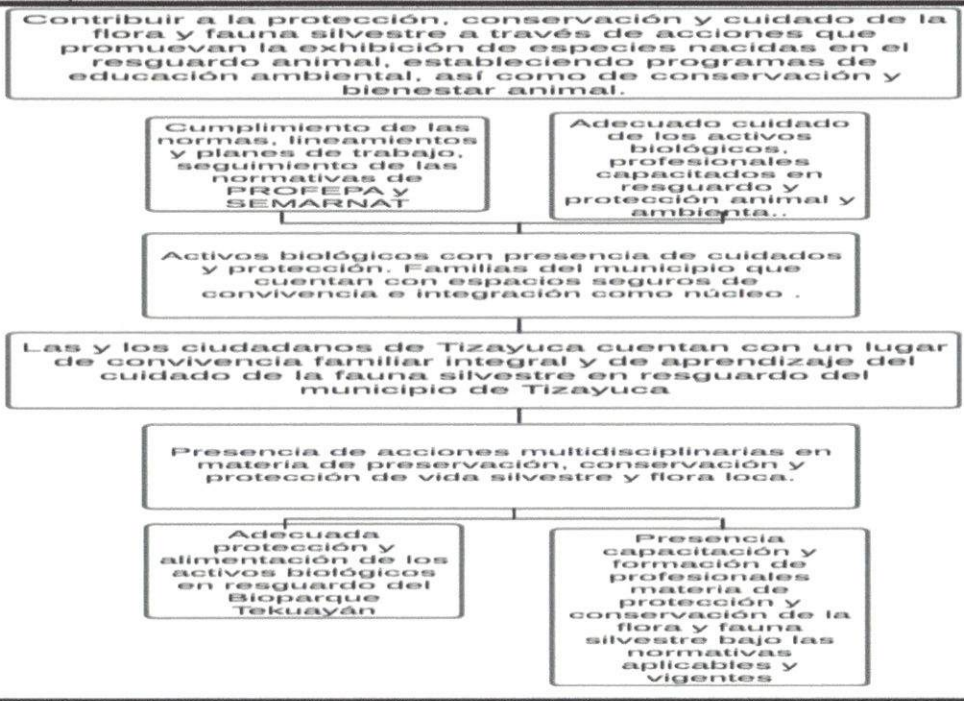 Contribuir a la protección, conservación y cuidado de la
flora y fauna silvestre a través de acciones que
promuevan la exhibición de especies nacidas en el
resguardo animal, estableciendo programas de
educación ambiental, así como de conservación y
bienestar animal.
Cumplimiento de las
normas, lineamientos
y planes de trabajo,
seguimiento de las
normativas de
PROFEPA y
SEMARNAT
Adecuado cuidado
de los activos
biológicos,
profesionales
capacitados en
resguardo y
protección animal y
ambienta..
Activos biológicos con presencia de cuidados
y protección. Familias del municipio que
cuentan con espacios seguros de
convivencia e integración como núcleo .
Las y los ciudadanos de Tizayuca cuentan con un lugar
de convivencia familiar integral y de aprendizaje del
cuidado de la fauna silvestre en resguardo del
municipio de Tizayuca
Presencia de acciones multidisciplinarias en
materia de preservación, conservación y
protección de vida silvestre y flora loca.
Adecuada
protección y
alimentación de los
activos biológicos
en resguardo del
Bioparque
Tekuayán
Presencia
capacitación y
formación de
profesionales
materia de
protección y
conservación de la
flora y fauna
silvestre bajo las
normativas
aplicables y
vigentes